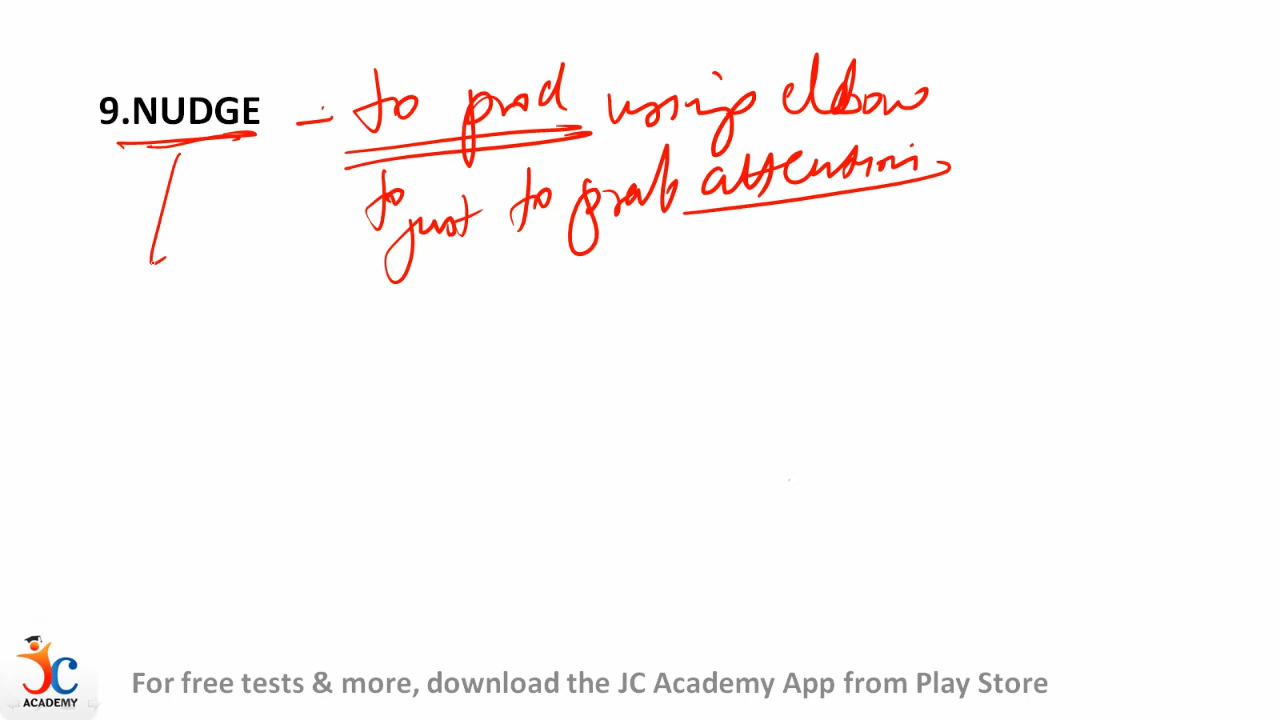 9.NUDGE – to prod using elbow
to just to grab attention
JC
ACADEMY
For free tests & more, download the JC Academy App from Play Store